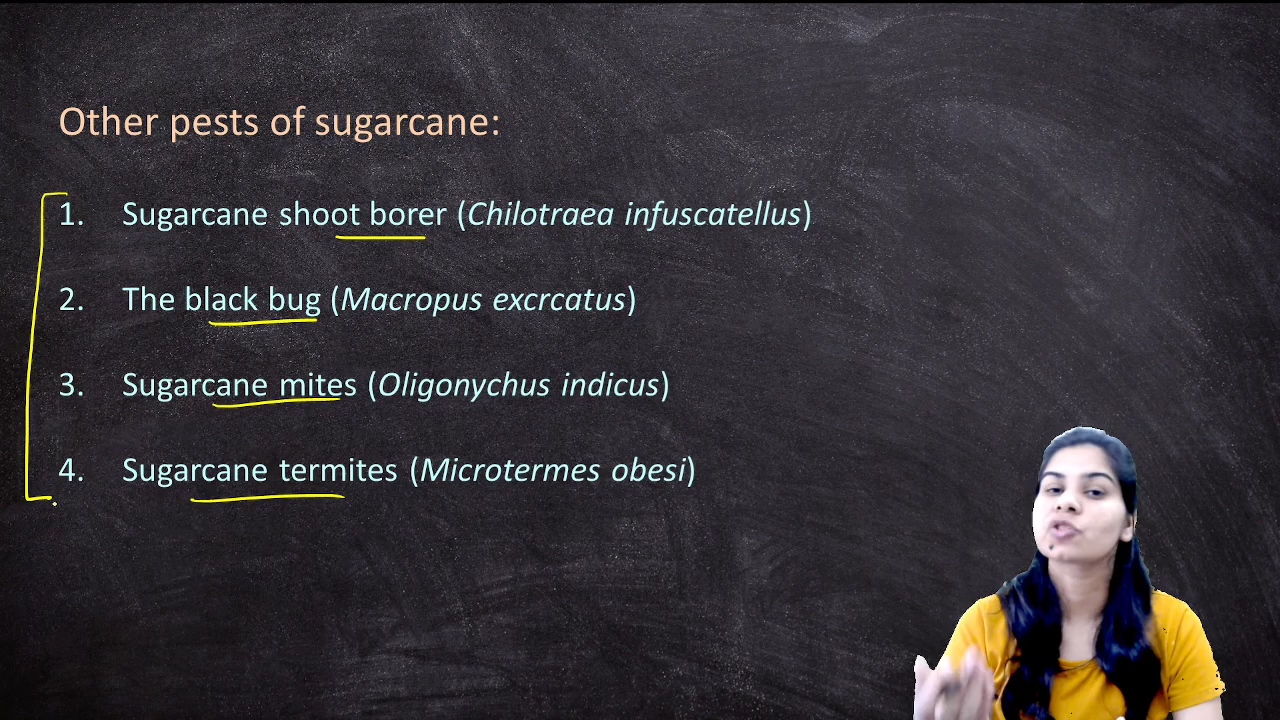 Other pests of sugarcane:
1. Sugarcane shoot borer (Chilotraea infuscatellus)
2. The black bug (Macropus excrcatus)
3. Sugarcane mites (Oligonychus indicus)
4. Sugarcane termites (Microtermes obesi)